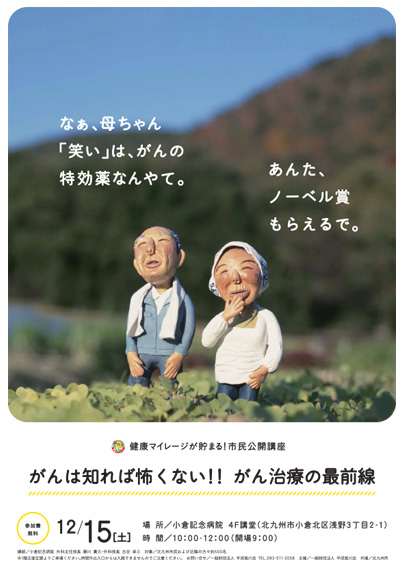 なぁ、母ちゃん
「笑い」は、がんの
特効薬なんやて。
あんた、
ノーベル賞
もらえるで。
健康マイレージが貯まる!市民公開講座
がんは知れば怖くない!! がん治療の最前線
参加費
無料
12/15[土]
場 所/小倉記念病院 4F講堂(北九州市小倉北区浅野3丁目2-1)
時 間/10:00-12:00(開場9:00)